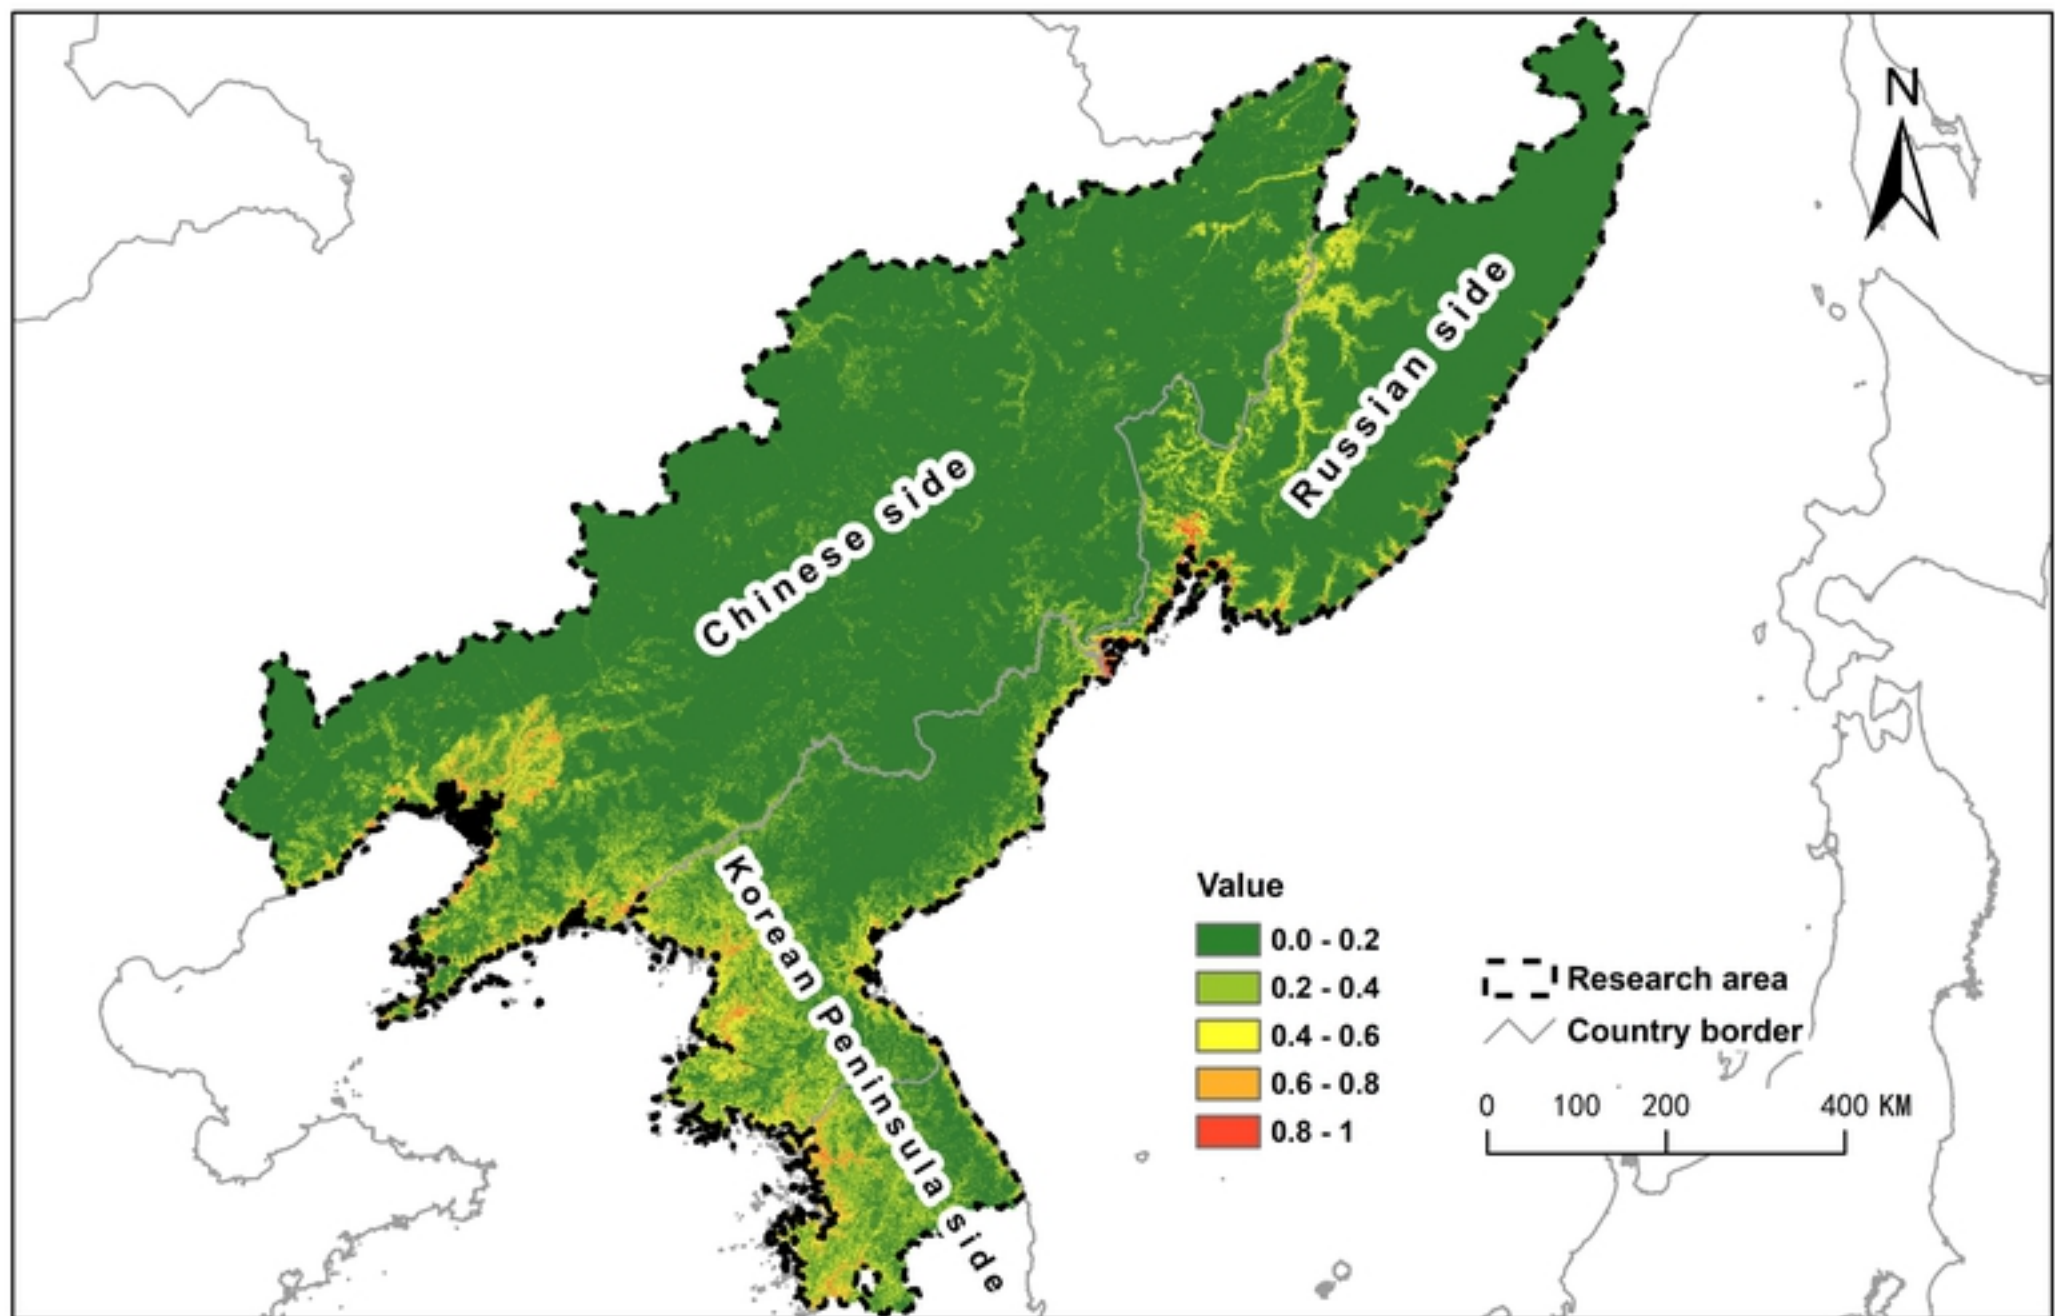 N
Russian side
Chinese side
Korean Peninsula side
Value
0.0 - 0.2
0.2 - 0.4
0.4 - 0.6
0.6 - 0.8
0.8 - 1
Research area
Country border
0 100 200 400 KM